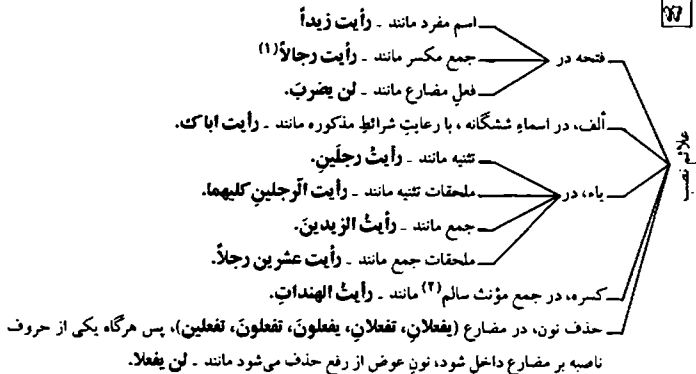 ۱۷
اسم مفرد مانند ـ رأیت زیداً
فتحه در
جمع مکسر مانند ـ رأیت رجالاً(۱)
فعلِ مضارع مانند ـ لن یضربَ.
ألف، در اسماءِ ششگانه، با رعایتِ شرائطِ مذکوره مانند ـ رأیت اباک.
علائم نصب
تثنیه مانند ـ رأیتُ رجلَینِ.
یاء، در
ملحقات تثنیه مانند ـ رأیت الّرجلینِ کلیهما.
جمع مانند ـ رأیتُ الزیدینَ.
ملحقات جمع مانند ـ رأیت عشرین رجلاً.
کسره، در جمع مؤنث سالم(۲) مانند ـ رأیتُ الهنداتِ.
حذف نون، در مضارع (یفعلانِ، تفعلانِ، یفعلونَ، تفعلونَ، تفعلین)، پس هرگاه یکی از حروف
ناصبه بر مضارع داخل شود، نونِ عوض از رفع حذف می‌شود مانند ـ لن یفعلا.